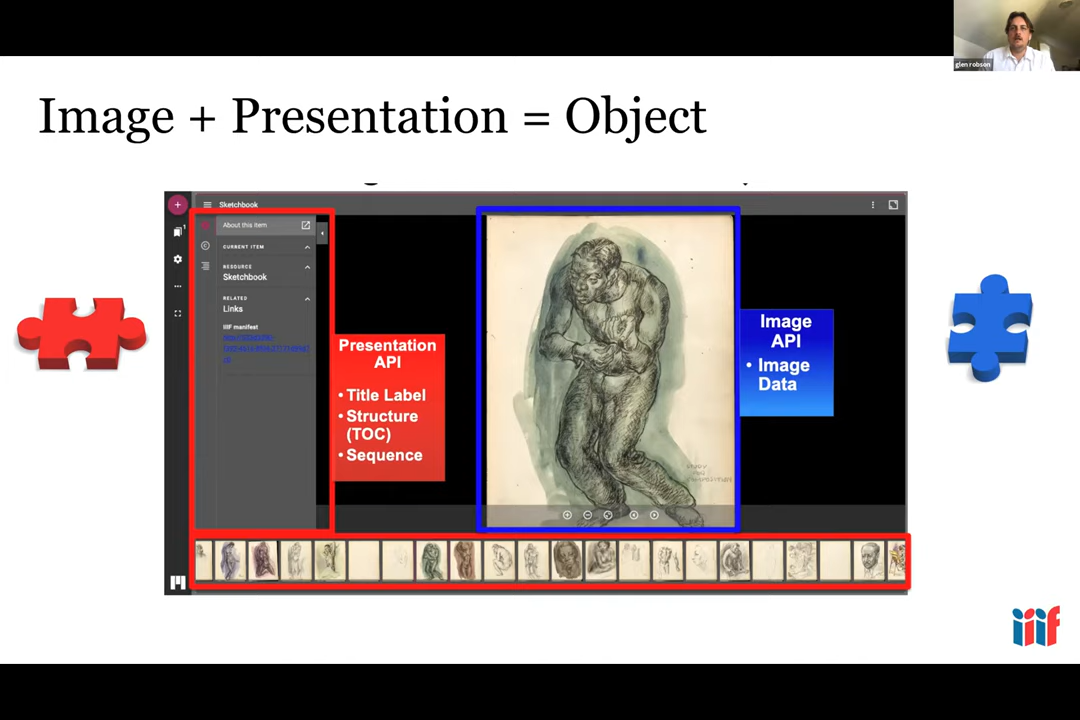 glen robson
Image + Presentation = Object
Sketchbook
About this item
CURRENT ITEM
RESOURCE
Sketchbook
RELATED
Links
IIIF manifest
Presentation
API
• Title Label
• Structure
(TOC)
• Sequence
Image
API
• Image
Data
STUDY
iiif